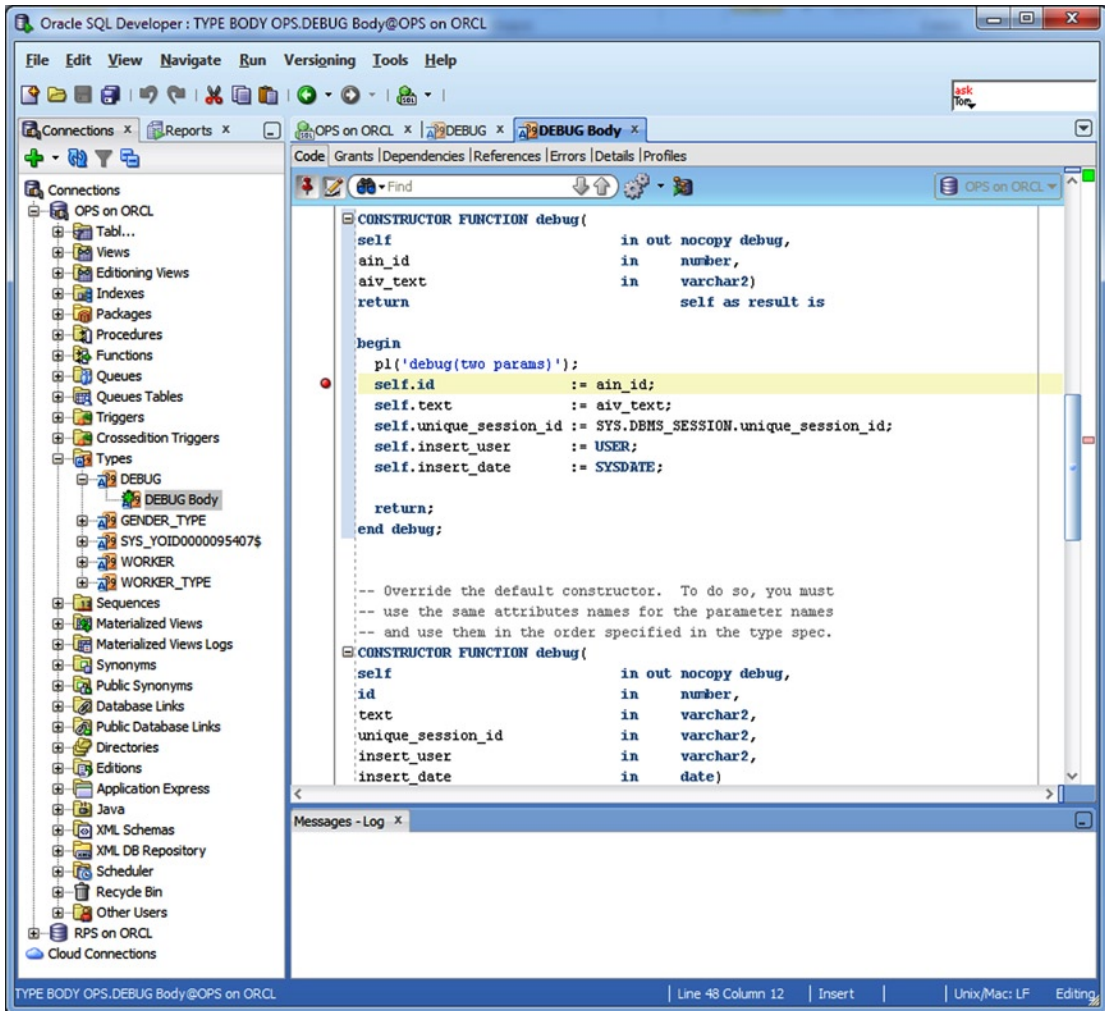 Oracle SQL Developer : TYPE BODY OPS.DEBUG Body@OPS on ORCL
File Edit View Navigate Run Versioning Tools Help
ask
Tom
Connections x Reports x
OPS on ORCL x DEBUG x DEBUG Body x
Code Grants | Dependencies | References | Errors | Details | Profiles
Find
OPS on ORCL
Connections
OPS on ORCL
Tabl...
Views
Editioning Views
Indexes
Packages
Procedures
Functions
Queues
Queues Tables
Triggers
Crossedition Triggers
Types
DEBUG
DEBUG Body
GENDER_TYPE
SYS_YOID0000095407$
WORKER
WORKER_TYPE
Sequences
Materialized Views
Materialized Views Logs
Synonyms
Public Synonyms
Database Links
Public Database Links
Directories
Editions
Application Express
Java
XML Schemas
XML DB Repository
Scheduler
Recycle Bin
Other Users
RPS on ORCL
Cloud Connections
CONSTRUCTOR FUNCTION debug(
self in out nocopy debug,
ain_id in number,
aiv_text in varchar2)
return self as result is
begin
pl('debug(two params)');
self.id := ain_id;
self.text := aiv_text;
self.unique_session_id := SYS.DBMS_SESSION.unique_session_id;
self.insert_user := USER;
self.insert_date := SYSDATE;
return;
end debug;
-- Override the default constructor. To do so, you must
-- use the same attributes names for the parameter names
-- and use them in the order specified in the type spec.
CONSTRUCTOR FUNCTION debug(
self in out nocopy debug,
id in number,
text in varchar2,
unique_session_id in varchar2,
insert_user in varchar2,
insert_date in date)
Messages - Log x
TYPE BODY OPS.DEBUG Body@OPS on ORCL
Line 48 Column 12 Insert Unix/Mac: LF Editing